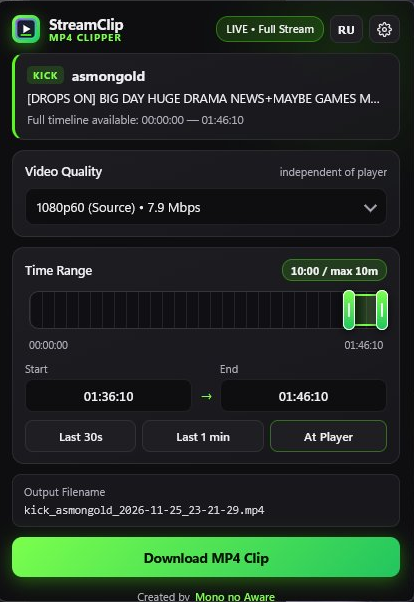 StreamClip
MP4 CLIPPER
LIVE • Full Stream
RU
KICK asmongold
[DROPS ON] BIG DAY HUGE DRAMA NEWS+MAYBE GAMES M...
Full timeline available: 00:00:00 — 01:46:10
Video Quality
independent of player
1080p60 (Source) • 7.9 Mbps
Time Range
10:00 / max 10m
00:00:00
01:46:10
Start
End
01:36:10 → 01:46:10
Last 30s
Last 1 min
At Player
Output Filename
kick_asmongold_2026-11-25_23-21-29.mp4
Download MP4 Clip
Created by Mono no Aware